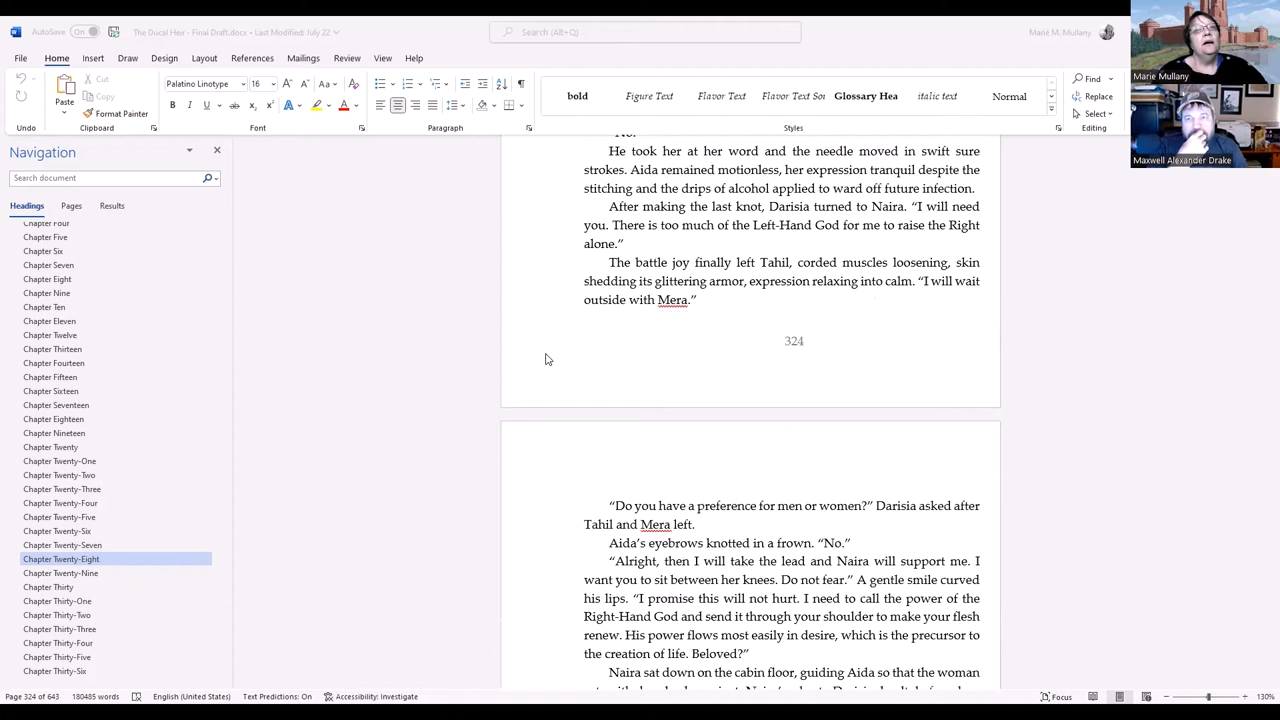 AutoSave On The Ducal Heir - Final Draft.docx • Last Modified: July 22
Search (Alt+Q)
Marie M. Mullany
File Home Insert Draw Design Layout References Mailings Review View Help
Paste
Cut
Copy
Format Painter
Palatino Linotype 16
bold
Figure Text
Flavor Text
Flavor Text Sou
Glossary Hea
italic text
Normal
Find
Replace
Select
Undo Clipboard Font Paragraph Styles Editing
Marie Mullany
Maxwell Alexander Drake
Navigation
Search document
Headings Pages Results
Chapter Four
Chapter Five
Chapter Six
Chapter Seven
Chapter Eight
Chapter Nine
Chapter Ten
Chapter Eleven
Chapter Twelve
Chapter Thirteen
Chapter Fourteen
Chapter Fifteen
Chapter Sixteen
Chapter Seventeen
Chapter Eighteen
Chapter Nineteen
Chapter Twenty
Chapter Twenty-One
Chapter Twenty-Two
Chapter Twenty-Three
Chapter Twenty-Four
Chapter Twenty-Five
Chapter Twenty-Six
Chapter Twenty-Seven
Chapter Twenty-Eight
Chapter Twenty-Nine
Chapter Thirty
Chapter Thirty-One
Chapter Thirty-Two
Chapter Thirty-Three
Chapter Thirty-Four
Chapter Thirty-Five
Chapter Thirty-Six
"No."
He took her at her word and the needle moved in swift sure
strokes. Aida remained motionless, her expression tranquil despite the
stitching and the drips of alcohol applied to ward off future infection.
After making the last knot, Darisia turned to Naira. “I will need
you. There is too much of the Left-Hand God for me to raise the Right
alone.”
The battle joy finally left Tahil, corded muscles loosening, skin
shedding its glittering armor, expression relaxing into calm. “I will wait
outside with Mera.”
324
“Do you have a preference for men or women?” Darisia asked after
Tahil and Mera left.
Aida’s eyebrows knotted in a frown. “No.”
“Alright, then I will take the lead and Naira will support me. I
want you to sit between her knees. Do not fear.” A gentle smile curved
his lips. “I promise this will not hurt. I need to call the power of the
Right-Hand God and send it through your shoulder to make your flesh
renew. His power flows most easily in desire, which is the precursor to
the creation of life. Beloved?”
Naira sat down on the cabin floor, guiding Aida so that the woman
Page 324 of 643 180485 words English (United States) Text Predictions: On Accessibility: Investigate Focus 130%